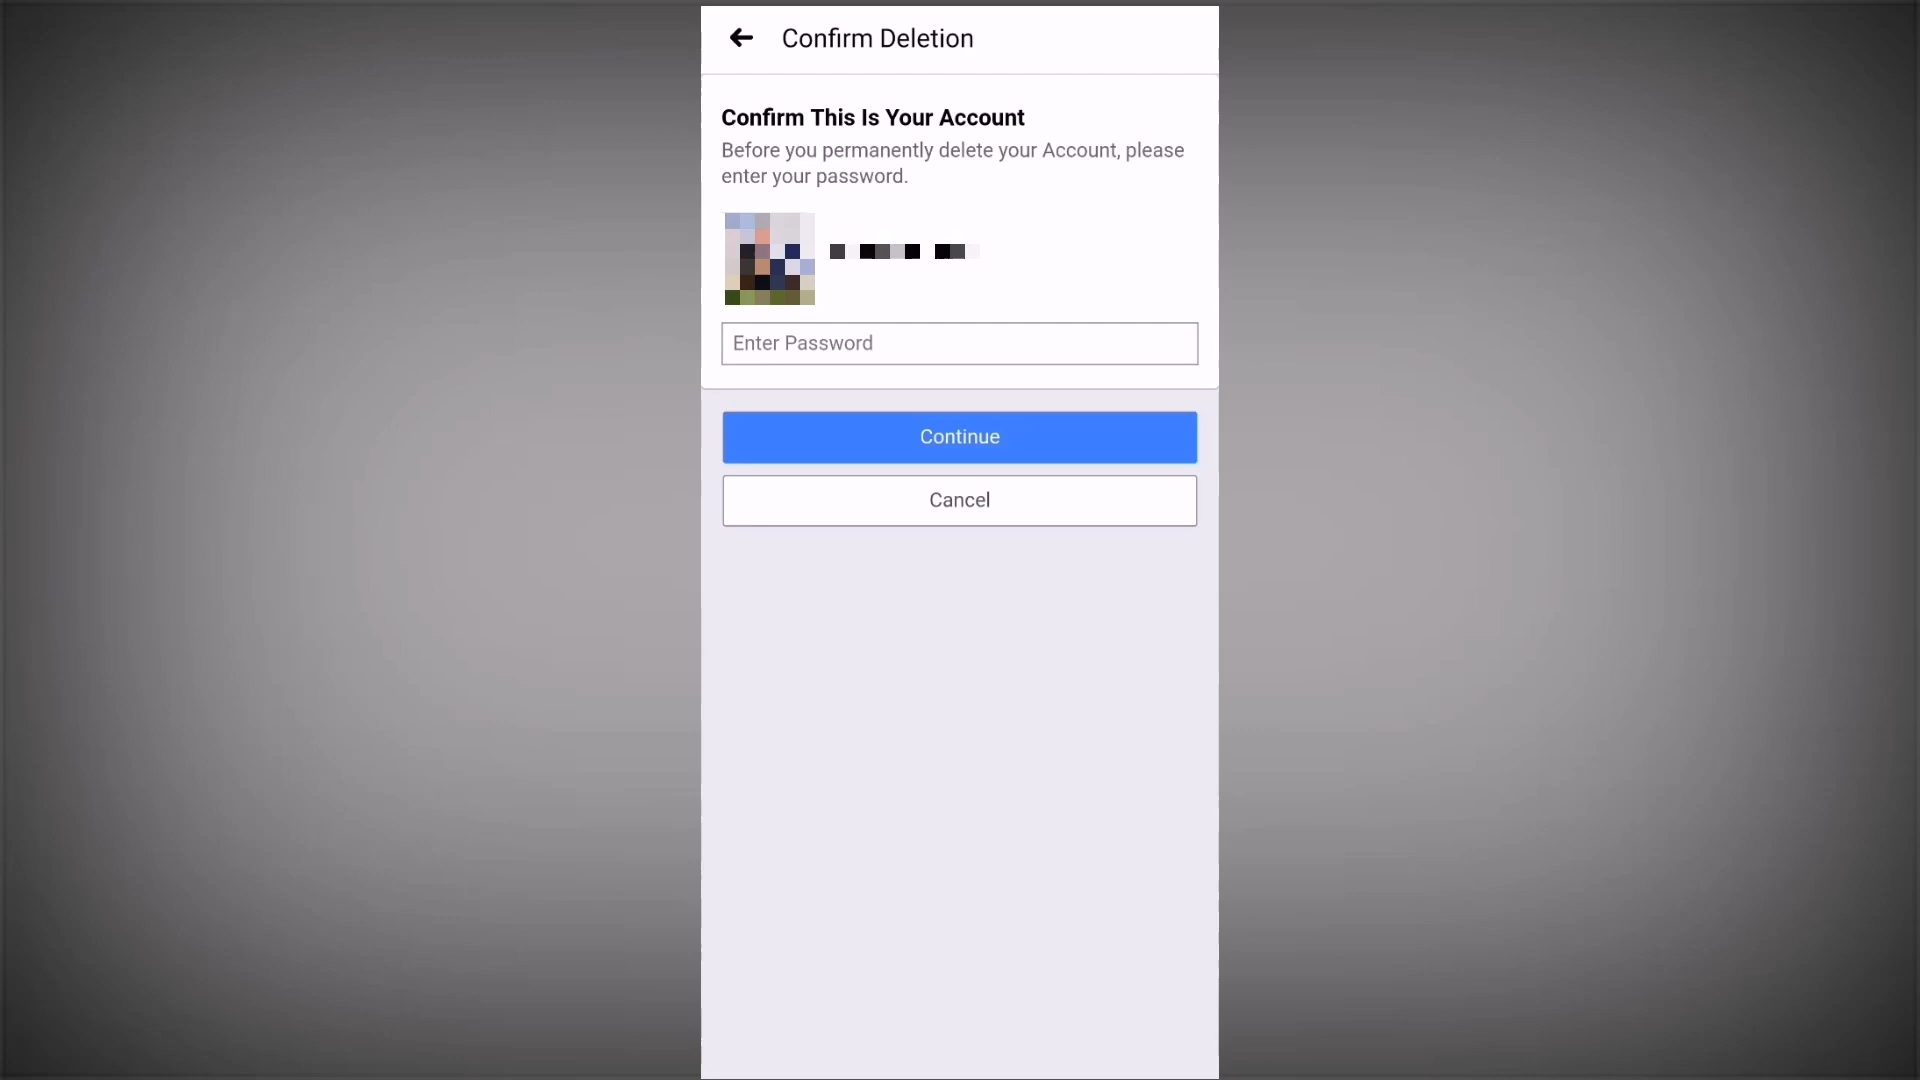 Confirm Deletion
Confirm This Is Your Account
Before you permanently delete your Account, please
enter your password.
Enter Password
Continue
Cancel